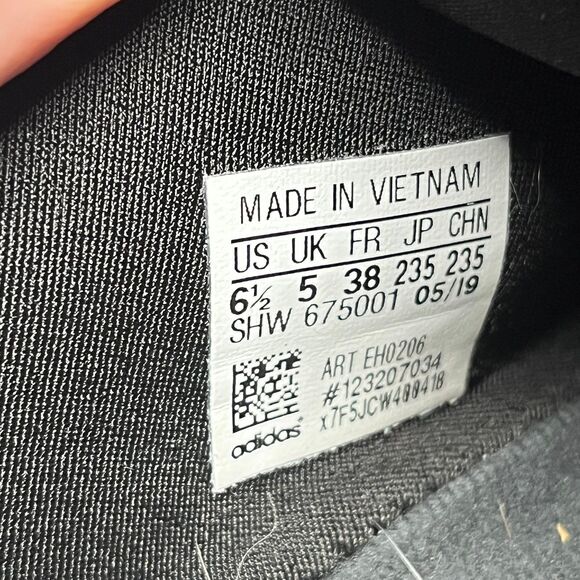 MADE IN VIETNAM
US UK FR JP CHN
6½ 5 38 235 235
SHW 675001 05/19
ART EH0206
#123207034
x7F5JCW400418
adidas